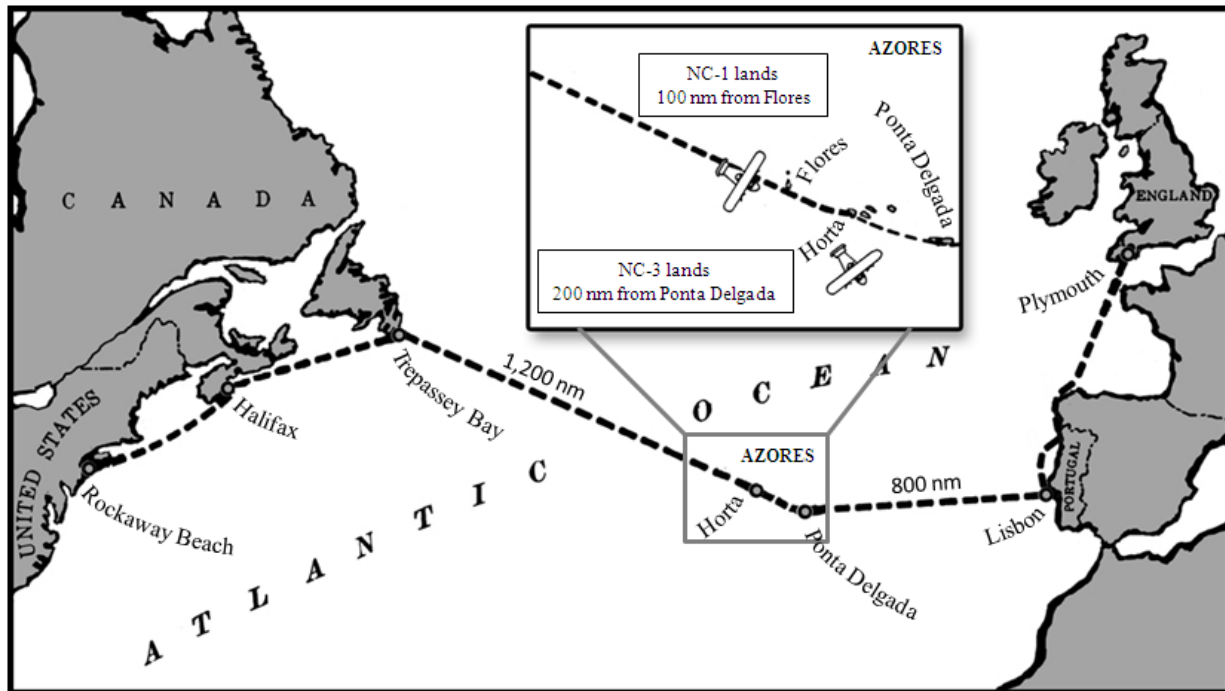 AZORES
NC-1 lands
100 nm from Flores
Flores
Ponta Delgada
Horta
NC-3 lands
200 nm from Ponta Delgada
CANADA
ENGLAND
Plymouth
UNITED STATES
Rockaway Beach
Halifax
Trepassey Bay
1,200 nm
ATLANTIC
OCEAN
AZORES
Horta
Ponta Delgada
800 nm
Lisbon
PORTUGAL